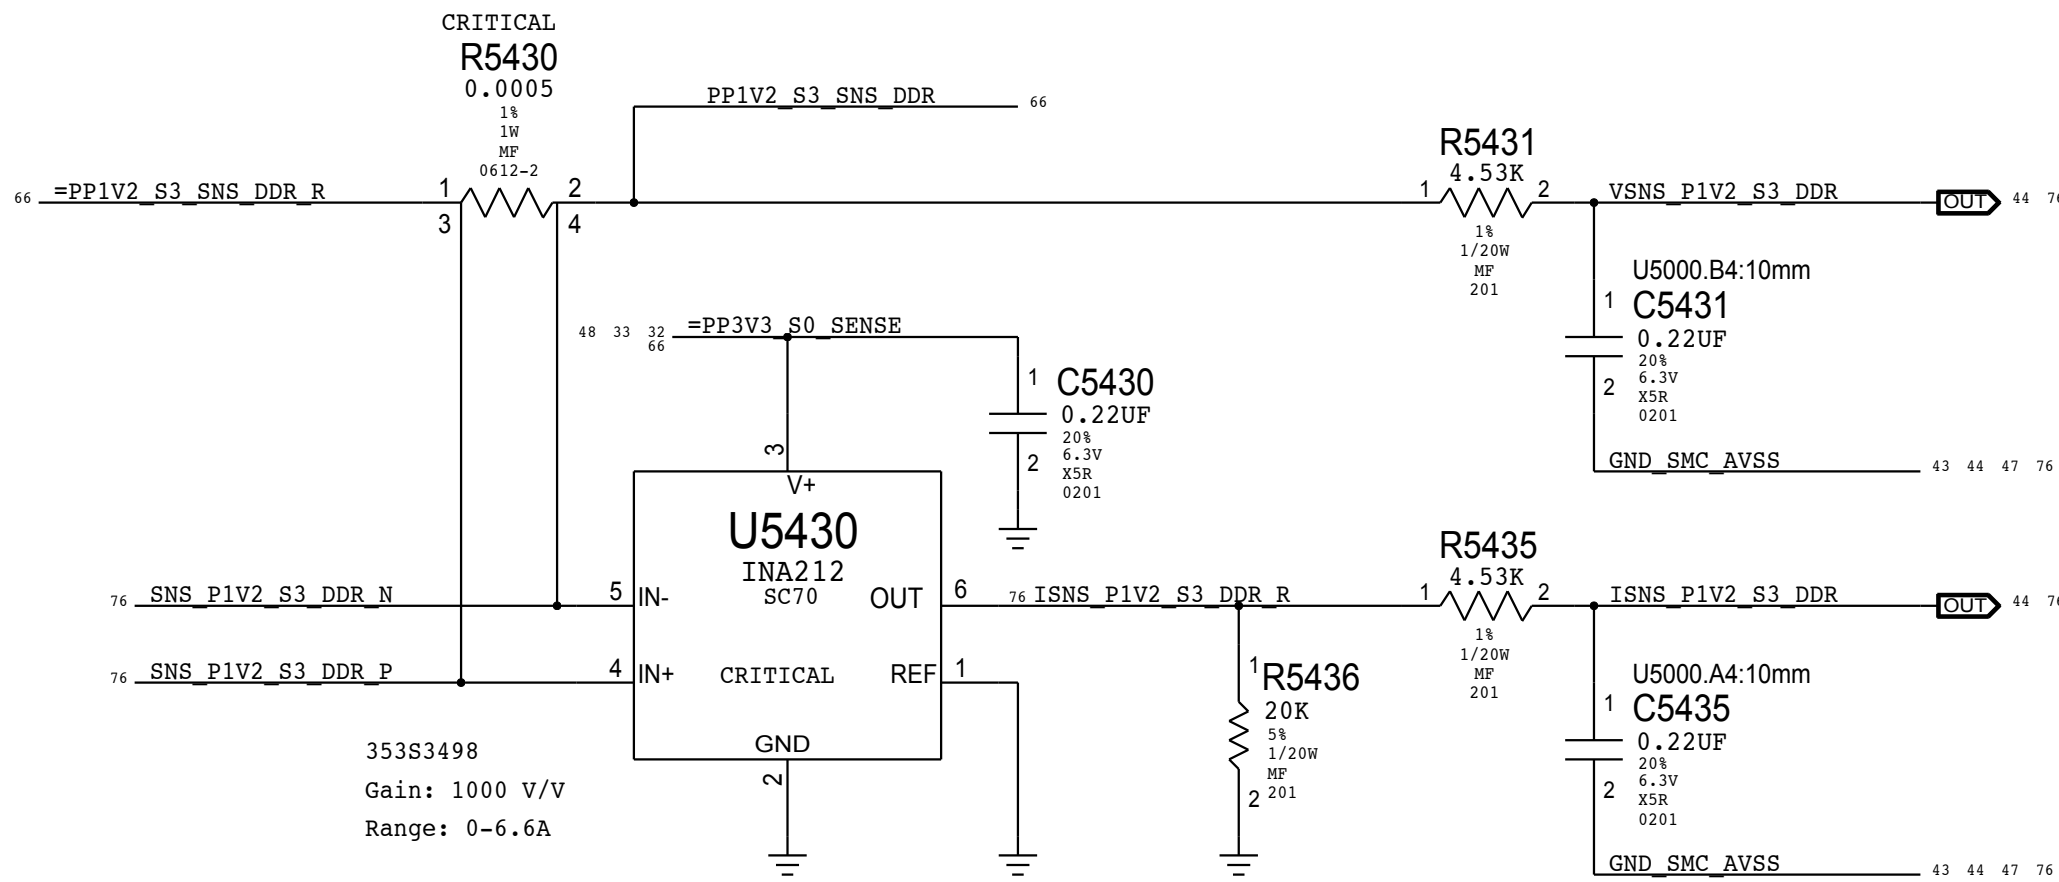 CRITICAL
R5430
0.0005
1%
1W
MF
0612-2
PP1V2_S3_SNS_DDR 66
66 =PP1V2_S3_SNS_DDR_R
1
2
3
4
R5431
4.53K
1 2
1%
1/20W
MF
201
VSNS_P1V2_S3_DDR
OUT 44 76
U5000.B4:10mm
1
C5431
0.22UF
20%
6.3V
X5R
0201
2
GND_SMC_AVSS 43 44 47 76
48 33 32 =PP3V3_S0_SENSE
66
1
C5430
0.22UF
20%
6.3V
X5R
0201
2
3
V+
U5430
INA212
SC70
CRITICAL
76 SNS_P1V2_S3_DDR_N 5 IN-
76 SNS_P1V2_S3_DDR_P 4 IN+
OUT 6
REF 1
GND
2
353S3498
Gain: 1000 V/V
Range: 0-6.6A
76 ISNS_P1V2_S3_DDR_R
1
R5436
20K
5%
1/20W
MF
201
2
R5435
4.53K
1 2
1%
1/20W
MF
201
ISNS_P1V2_S3_DDR
OUT 44 76
U5000.A4:10mm
1
C5435
0.22UF
20%
6.3V
X5R
0201
2
GND_SMC_AVSS 43 44 47 76